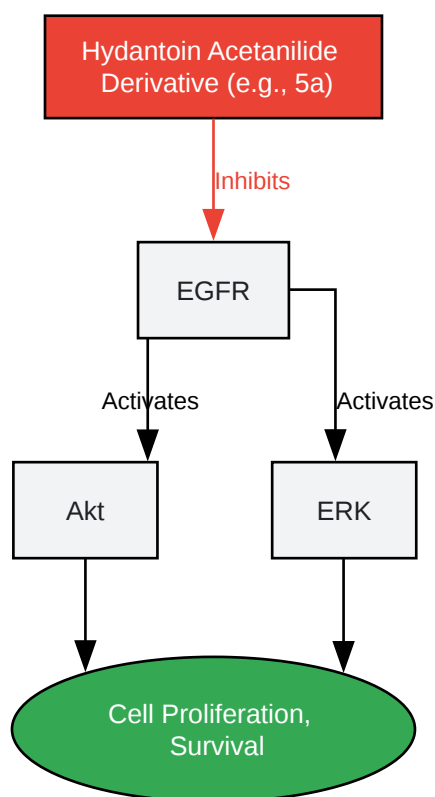 Hydantoin Acetanilide
Derivative (e.g., 5a)
Inhibits
EGFR
Activates
Activates
Akt
ERK
Cell Proliferation,
Survival